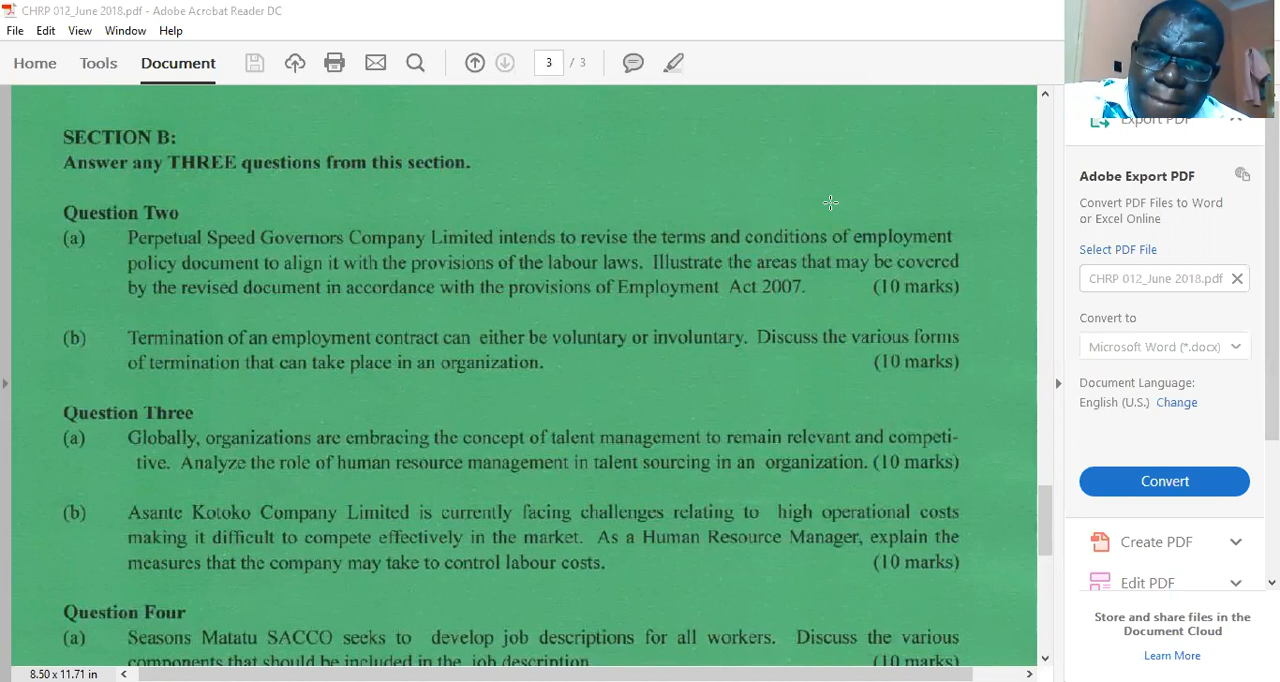 CHRP 012_June 2018.pdf - Adobe Acrobat Reader DC
File Edit View Window Help
Home Tools Document 3 / 3
SECTION B:
Answer any THREE questions from this section.
Question Two
(a) Perpetual Speed Governors Company Limited intends to revise the terms and conditions of employment
policy document to align it with the provisions of the labour laws. Illustrate the areas that may be covered
by the revised document in accordance with the provisions of Employment Act 2007. (10 marks)
(b) Termination of an employment contract can either be voluntary or involuntary. Discuss the various forms
of termination that can take place in an organization. (10 marks)
Question Three
(a) Globally, organizations are embracing the concept of talent management to remain relevant and competi-
tive. Analyze the role of human resource management in talent sourcing in an organization. (10 marks)
(b) Asante Kotoko Company Limited is currently facing challenges relating to high operational costs
making it difficult to compete effectively in the market. As a Human Resource Manager, explain the
measures that the company may take to control labour costs. (10 marks)
Question Four
(a) Seasons Matatu SACCO seeks to develop job descriptions for all workers. Discuss the various
components that should be included in the job description. (10 marks)
8.50 x 11.71 in
Export PDF
Adobe Export PDF
Convert PDF Files to Word
or Excel Online
Select PDF File
CHRP 012_June 2018.pdf
Convert to
Microsoft Word (*.docx)
Document Language:
English (U.S.) Change
Convert
Create PDF
Edit PDF
Store and share files in the
Document Cloud
Learn More